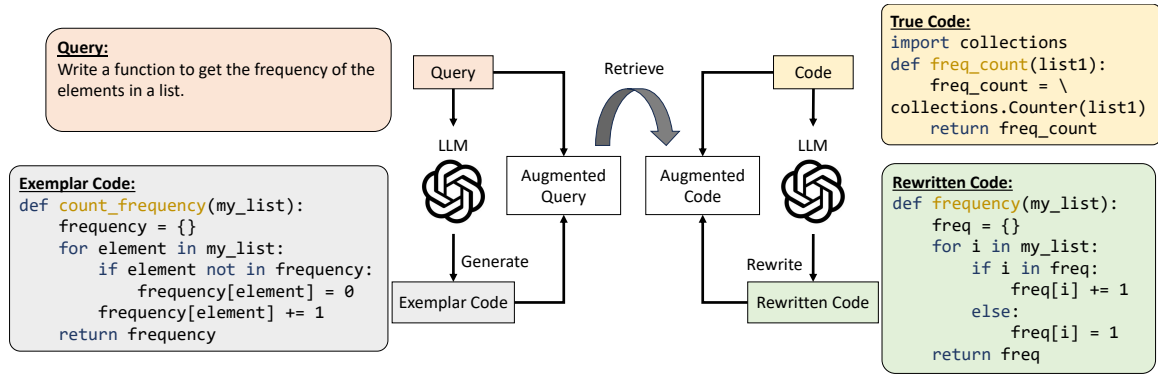 Query:
Write a function to get the frequency of the
elements in a list.
Exemplar Code:
def count_frequency(my_list):
    frequency = {}
    for element in my_list:
        if element not in frequency:
            frequency[element] = 0
        frequency[element] += 1
    return frequency
Query
LLM
Generate
Exemplar Code
Augmented
Query
Retrieve
Augmented
Code
Code
LLM
Rewrite
Rewritten Code
True Code:
import collections
def freq_count(list1):
    freq_count = \
collections.Counter(list1)
    return freq_count
Rewritten Code:
def frequency(my_list):
    freq = {}
    for i in my_list:
        if i in freq:
            freq[i] += 1
        else:
            freq[i] = 1
    return freq